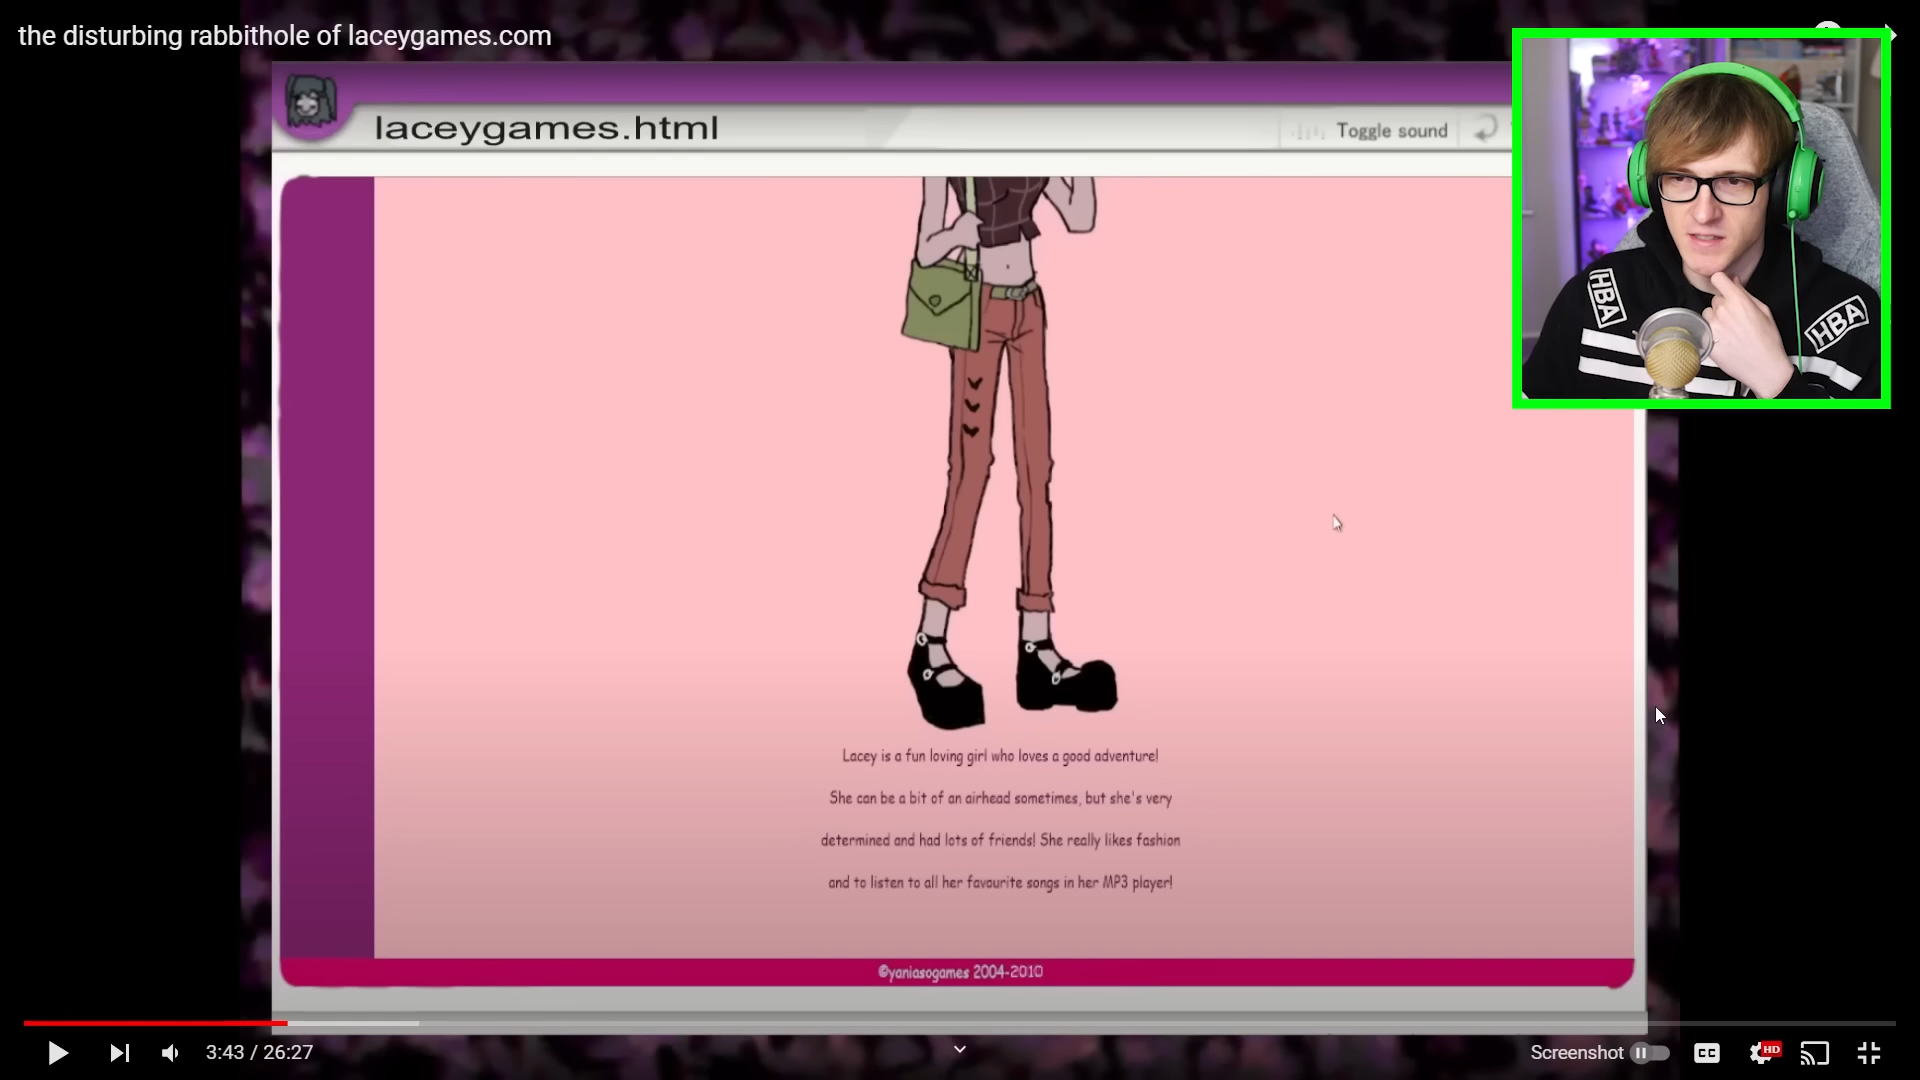 the disturbing rabbithole of laceygames.com
laceygames.html
Toggle sound
HBA
HBA
Lacey is a fun loving girl who loves a good adventure!
She can be a bit of an airhead sometimes, but she's very
determined and had lots of friends! She really likes fashion
and to listen to all her favourite songs in her MP3 player!
©yaniasogames 2004-2010
3:43 / 26:27
Screenshot
CC
HD